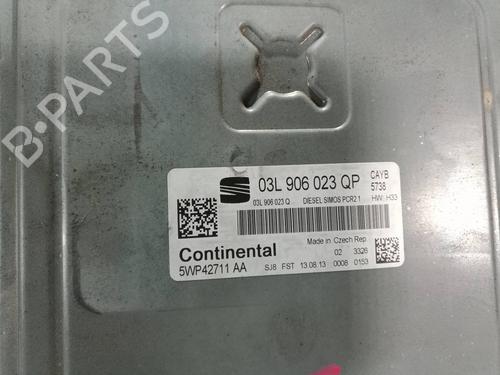 B·PARTS
03L 906 023 QP
CAYB
5738
03L 906 023 Q DIESEL SIMOS PCR2.1 HW: H33
Continental
Made in Czech Rep
02 3326
5WP42711 AA SJ8 FST 13.08.13 0008 0153